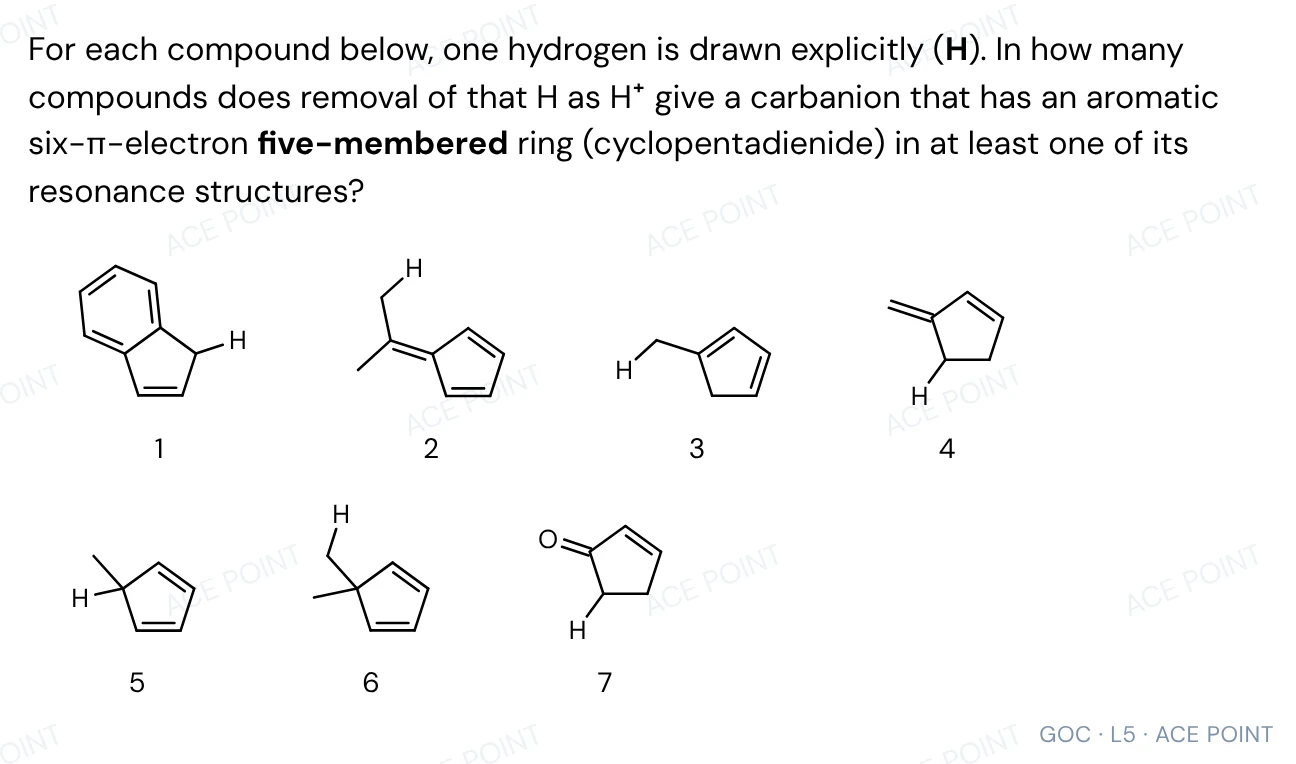 For each compound below, one hydrogen is drawn explicitly (H). In how many
compounds does removal of that H as H⁺ give a carbanion that has an aromatic
six-π-electron five-membered ring (cyclopentadienide) in at least one of its
resonance structures?
H
H
H
H
1
2
3
4
H
H
O
H
5
6
7
GOC · L5 · ACE POINT
ACE POINT